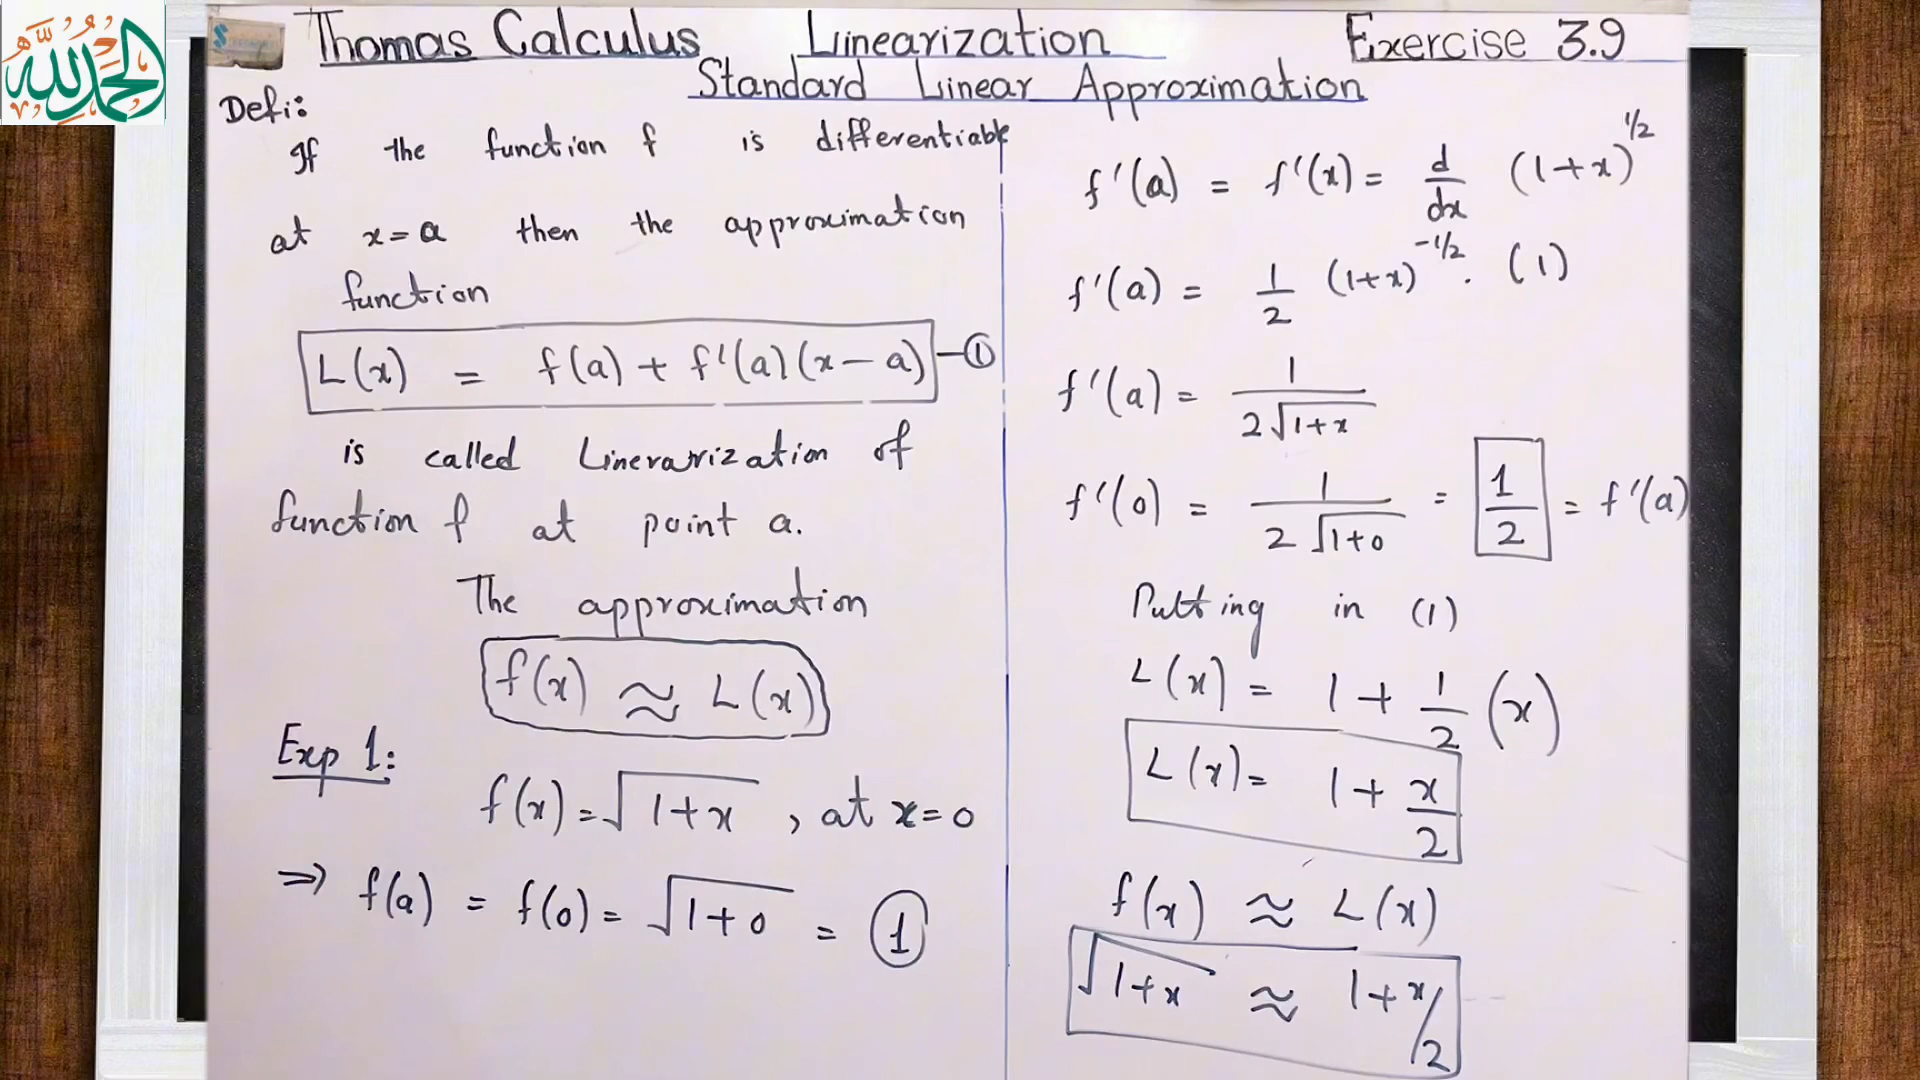 الحمد لله
Thomas Calculus Linearization Exercise 3.9
Standard Linear Approximation
Defi:
If the function f is differentiable
at x = a then the approximation
function
L(x) = f(a) + f'(a)(x − a) —①
is called Linerarization of
function f at point a.
The approximation
f(x) ≈ L(x)
Exp 1:
f(x) = √(1+x) , at x = 0
⇒ f(a) = f(0) = √(1+0) = ①
f'(a) = f'(x) = d/dx (1+x)^1/2
f'(a) = 1/2 (1+x)^-1/2 . (1)
f'(a) = 1/(2√(1+x))
f'(0) = 1/(2√(1+0)) = 1/2 = f'(a)
Putting in (1)
L(x) = 1 + 1/2 (x)
L(x) = 1 + x/2
f(x) ≈ L(x)
√(1+x) ≈ 1 + x/2